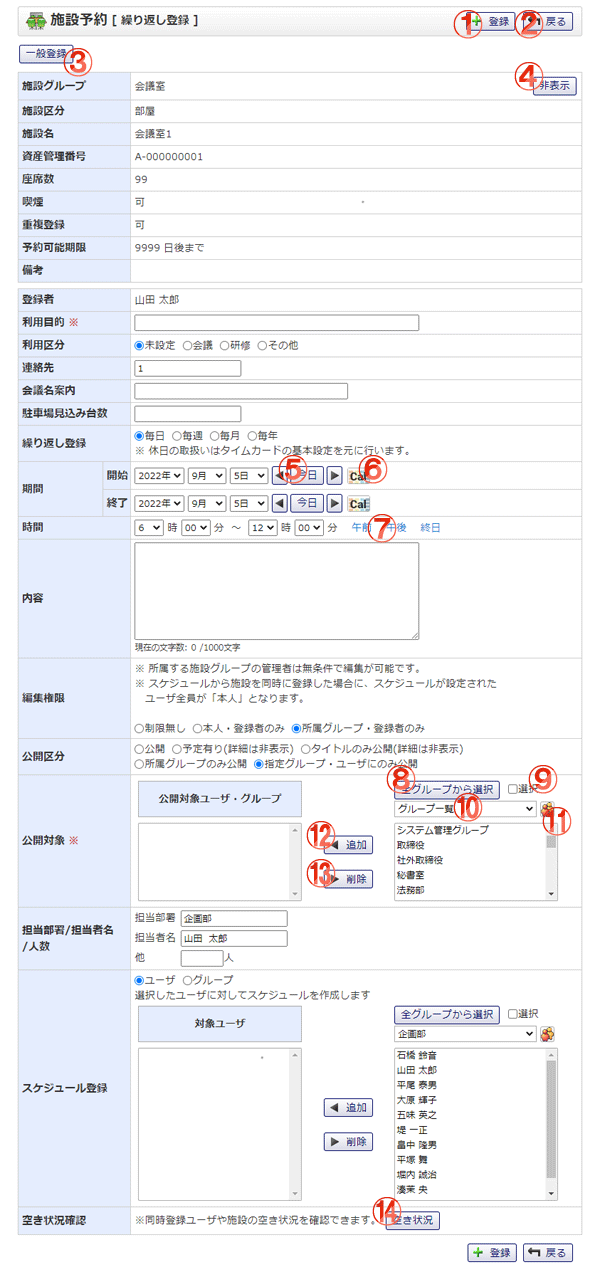 施設予約 [ 繰り返し登録 ]
① 登録 ② 戻る
一般登録 ③
施設グループ 会議室 ④ 非表示
施設区分 部屋
施設名 会議室1
資産管理番号 A-000000001
座席数 99
喫煙 可
重複登録 可
予約可能期限 9999 日後まで
備考
登録者 山田 太郎
利用目的 ※
利用区分 未設定 会議 研修 その他
連絡先 1
会議名案内
駐車場見込み台数
繰り返し登録 毎日 毎週 毎月 毎年
※ 休日の取扱いはタイムカードの基本設定を元に行います。
期間 開始 2022年 9月 5日 ⑤ 今日 Cal ⑥
終了 2022年 9月 5日 今日 Cal
時間 6 時 00 分 ～ 12 時 00 分 午前 ⑦ 午後 終日
内容
現在の文字数: 0 /1000文字
編集権限
※ 所属する施設グループの管理者は無条件で編集が可能です。
※ スケジュールから施設を同時に登録した場合に、スケジュールが設定された
ユーザ全員が「本人」となります。
制限無し 本人・登録者のみ 所属グループ・登録者のみ
公開区分 公開 予定有り(詳細は非表示) タイトルのみ公開(詳細は非表示)
所属グループのみ公開 指定グループ・ユーザにのみ公開
公開対象 ※
公開対象ユーザ・グループ
⑧ 全グループから選択 選択 ⑨
グループ一覧 ⑩ ⑪
⑫ 追加
⑬ 削除
システム管理グループ
取締役
社外取締役
秘書室
法務部
担当部署/担当者名
/人数
担当部署 企画部
担当者名 山田 太郎
他 人
スケジュール登録
ユーザ グループ
選択したユーザに対してスケジュールを作成します
対象ユーザ
全グループから選択 選択
企画部
追加
削除
石橋 鈴音
山田 太郎
平尾 泰男
大原 輝子
五味 英之
堤 一正
畠中 隆男
平塚 舞
堀内 誠治
湊茉 央
空き状況確認 ※同時登録ユーザや施設の空き状況を確認できます。 ⑭ 空き状況
登録 戻る